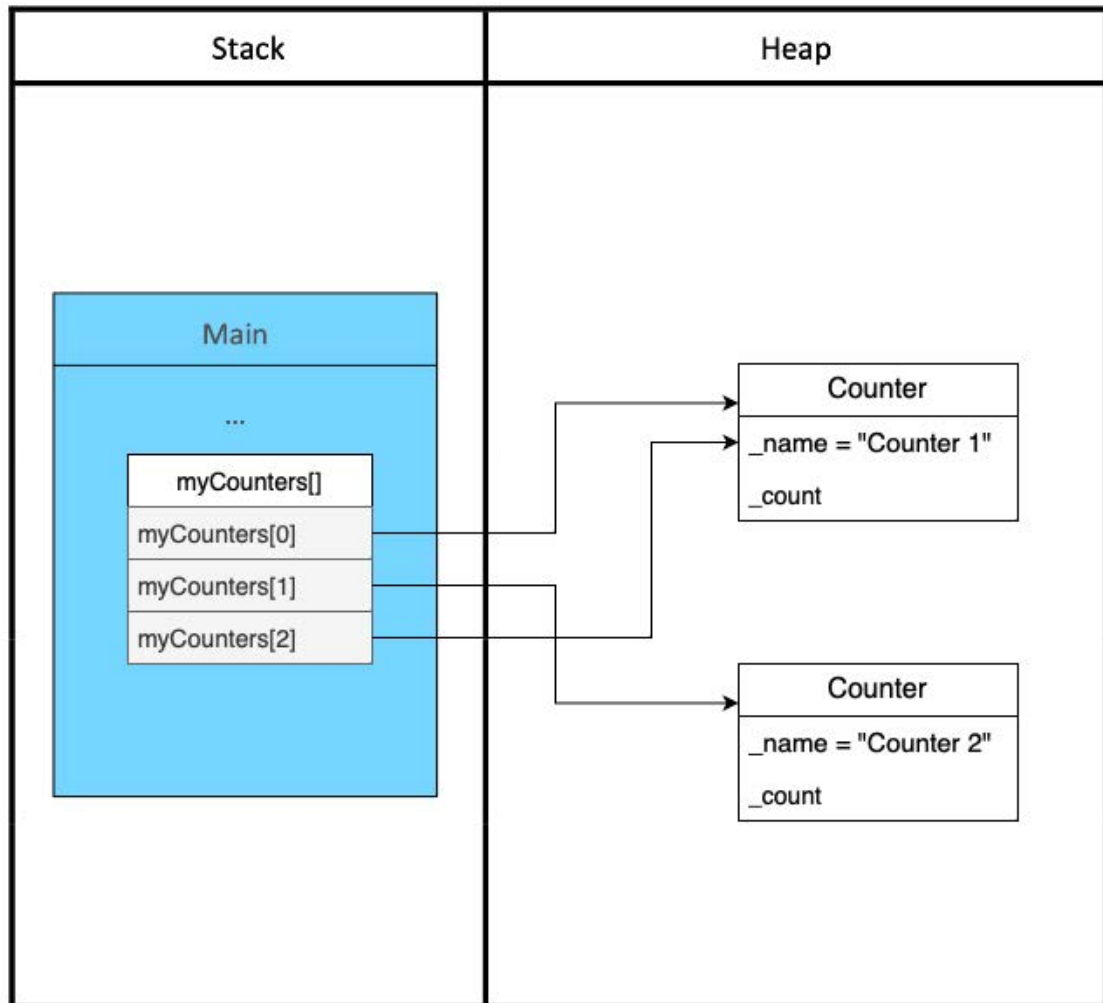 Stack
Heap
Main
...
myCounters[]
myCounters[0]
myCounters[1]
myCounters[2]
Counter
_name = "Counter 1"
_count
Counter
_name = "Counter 2"
_count